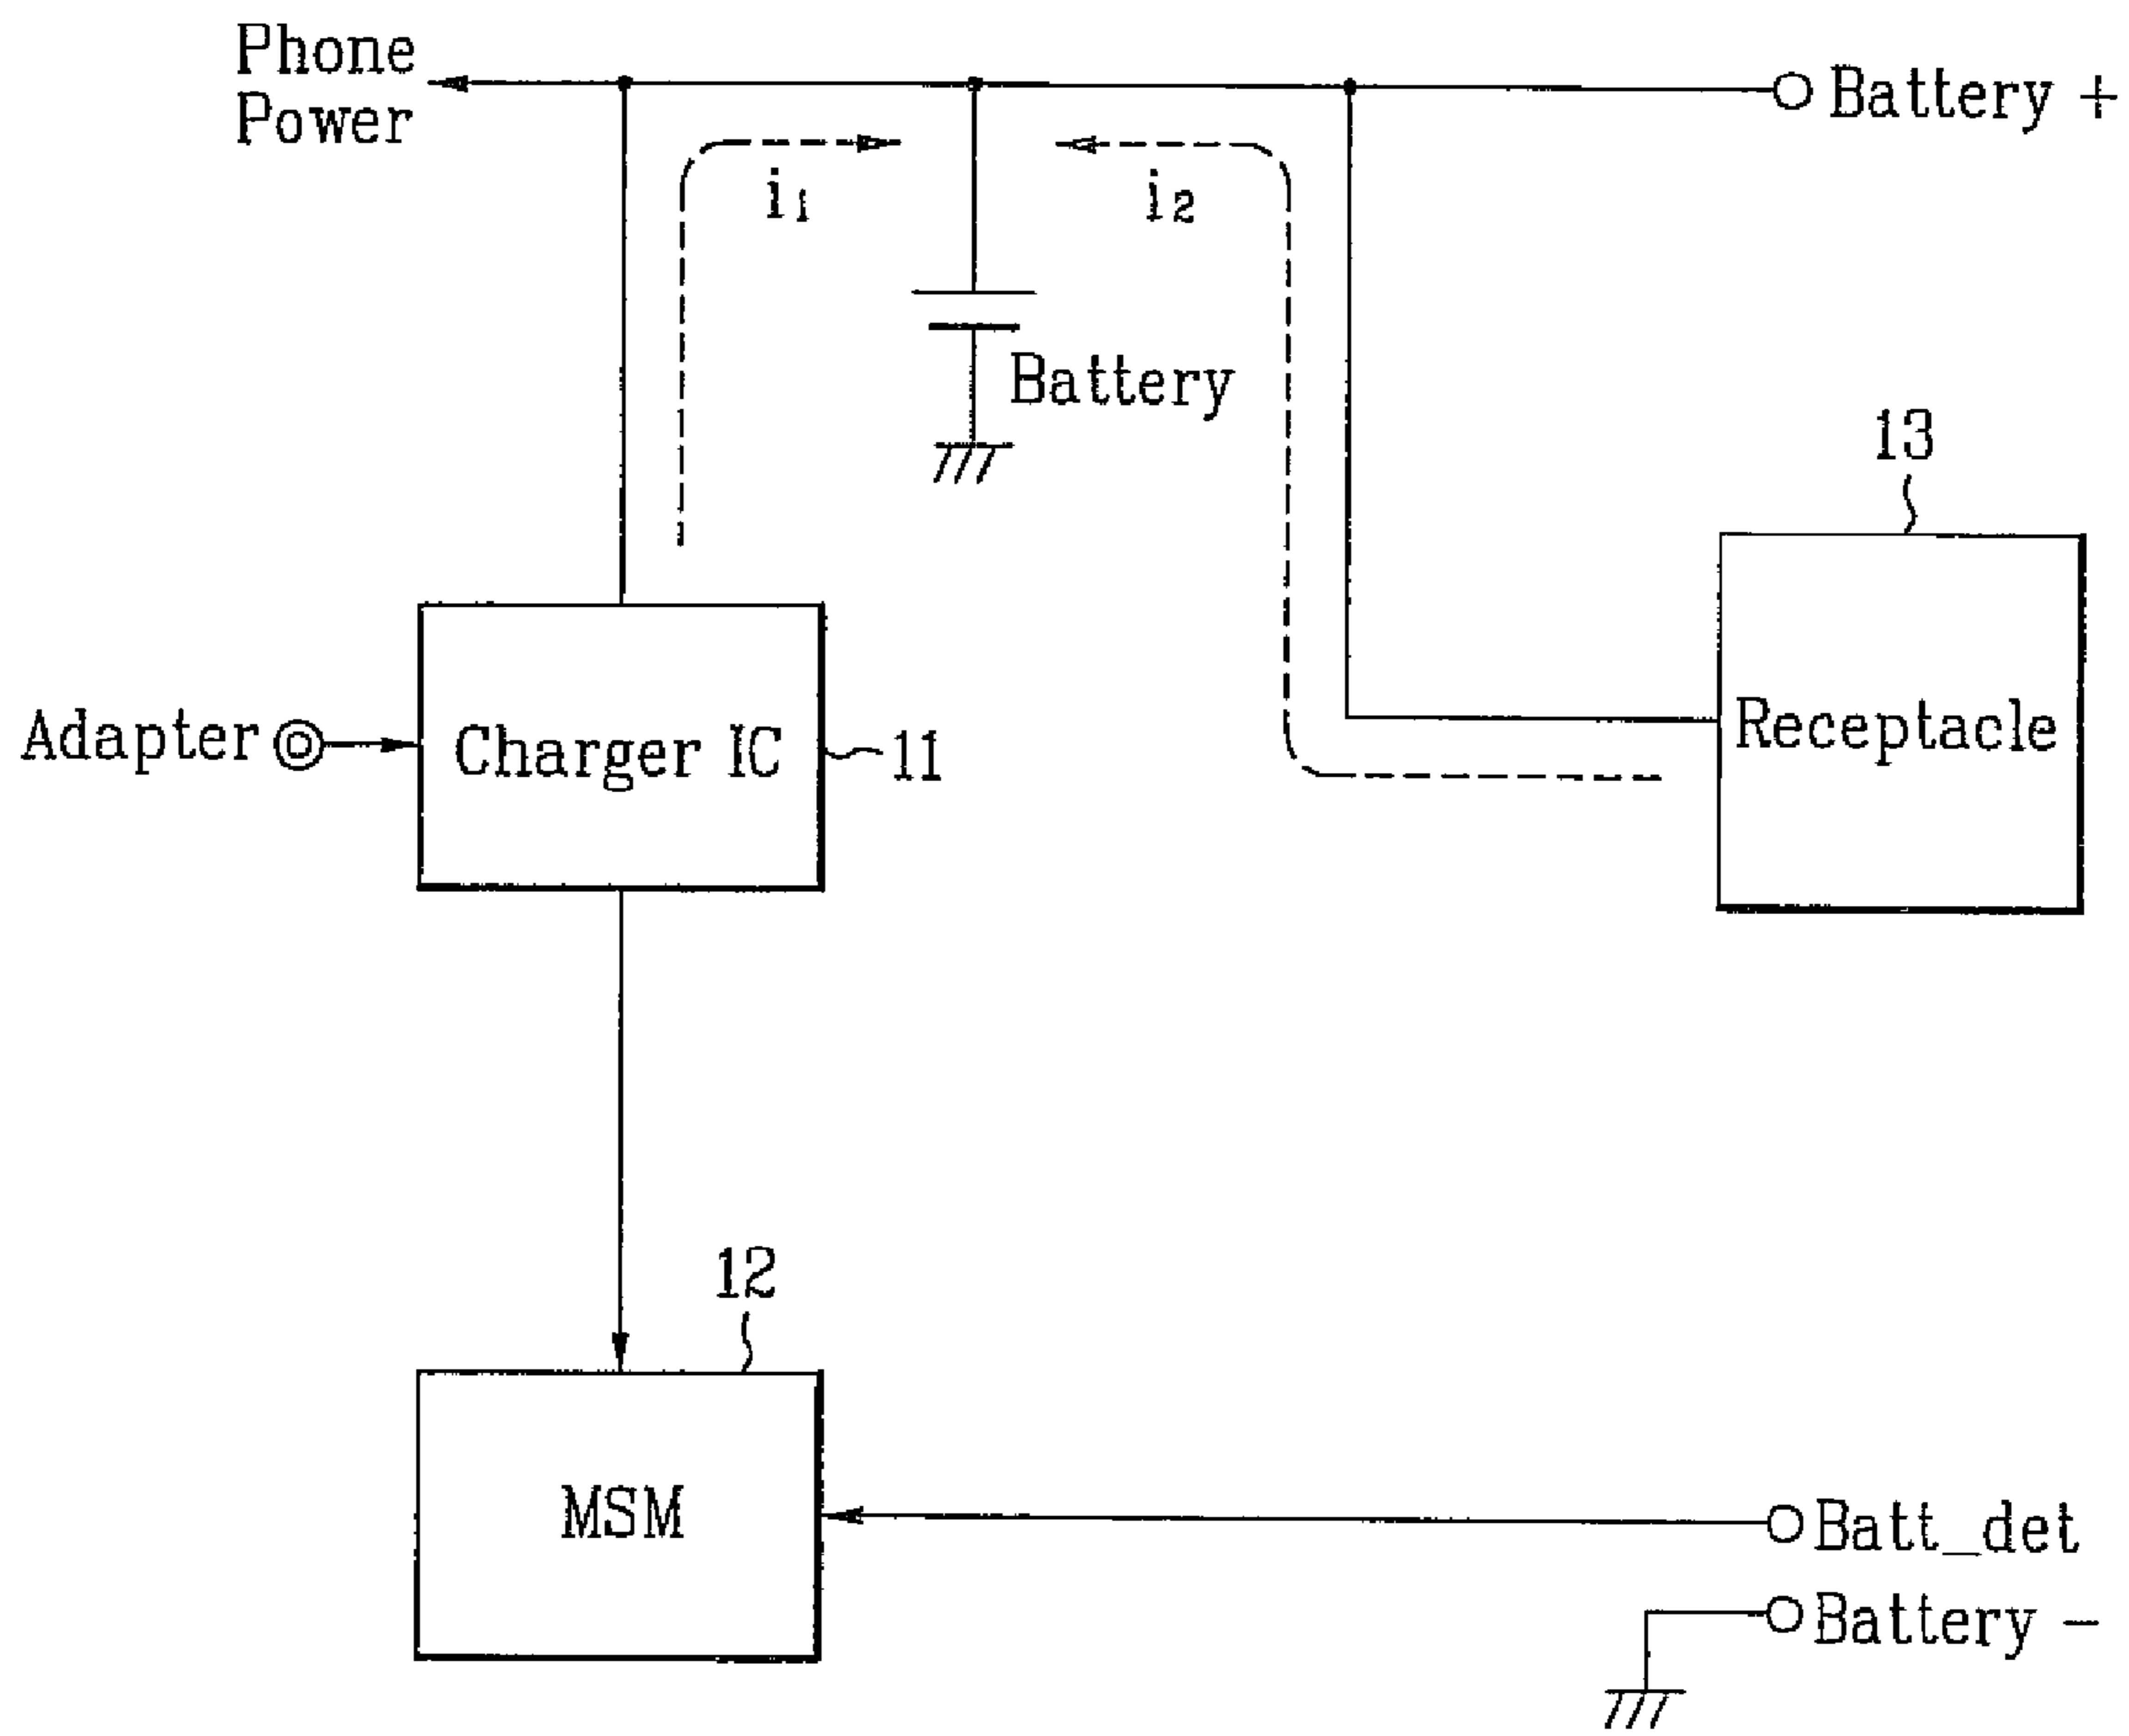 Phone
Power
Battery +
i1
i2
Battery
13
Adapter
Charger IC
11
Receptacle
12
MSM
Batt_det
Battery -